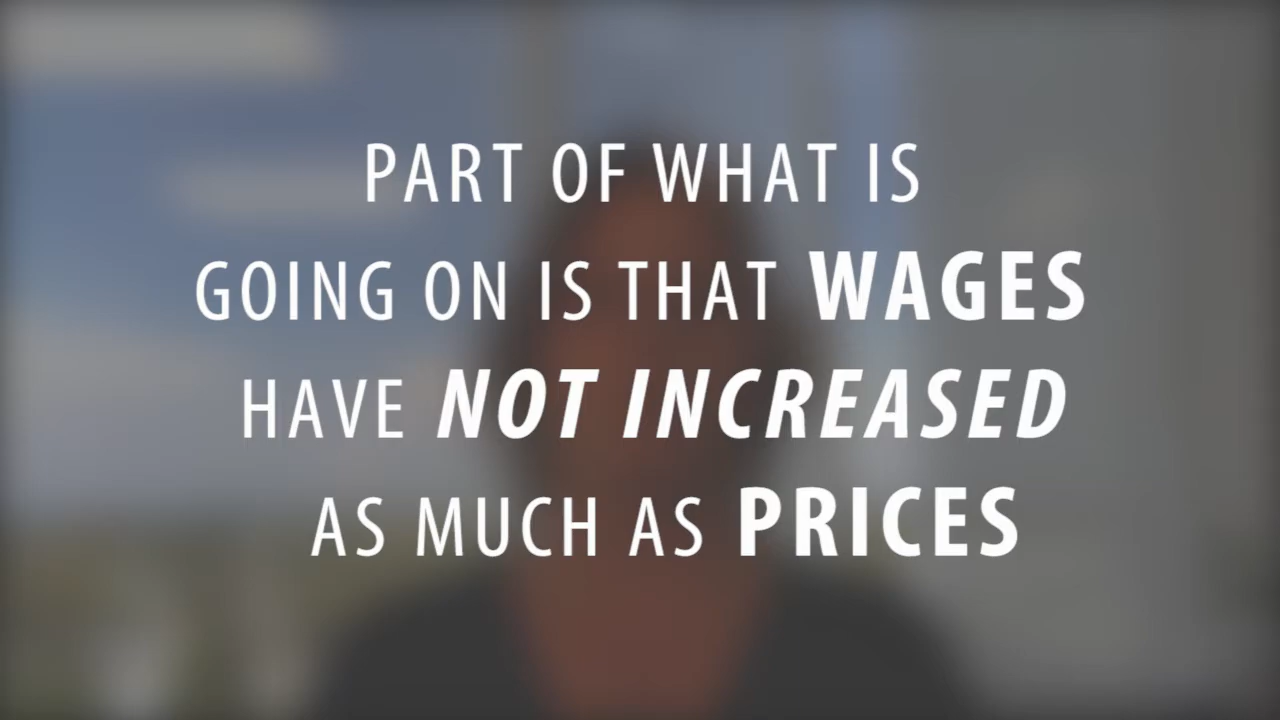 PART OF WHAT IS
GOING ON IS THAT WAGES
HAVE NOT INCREASED
AS MUCH AS PRICES